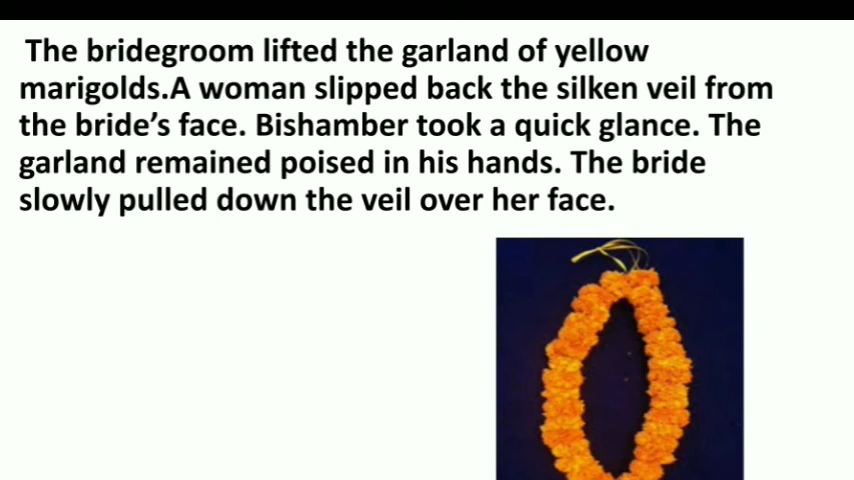 The bridegroom lifted the garland of yellow
marigolds.A woman slipped back the silken veil from
the bride’s face. Bishamber took a quick glance. The
garland remained poised in his hands. The bride
slowly pulled down the veil over her face.